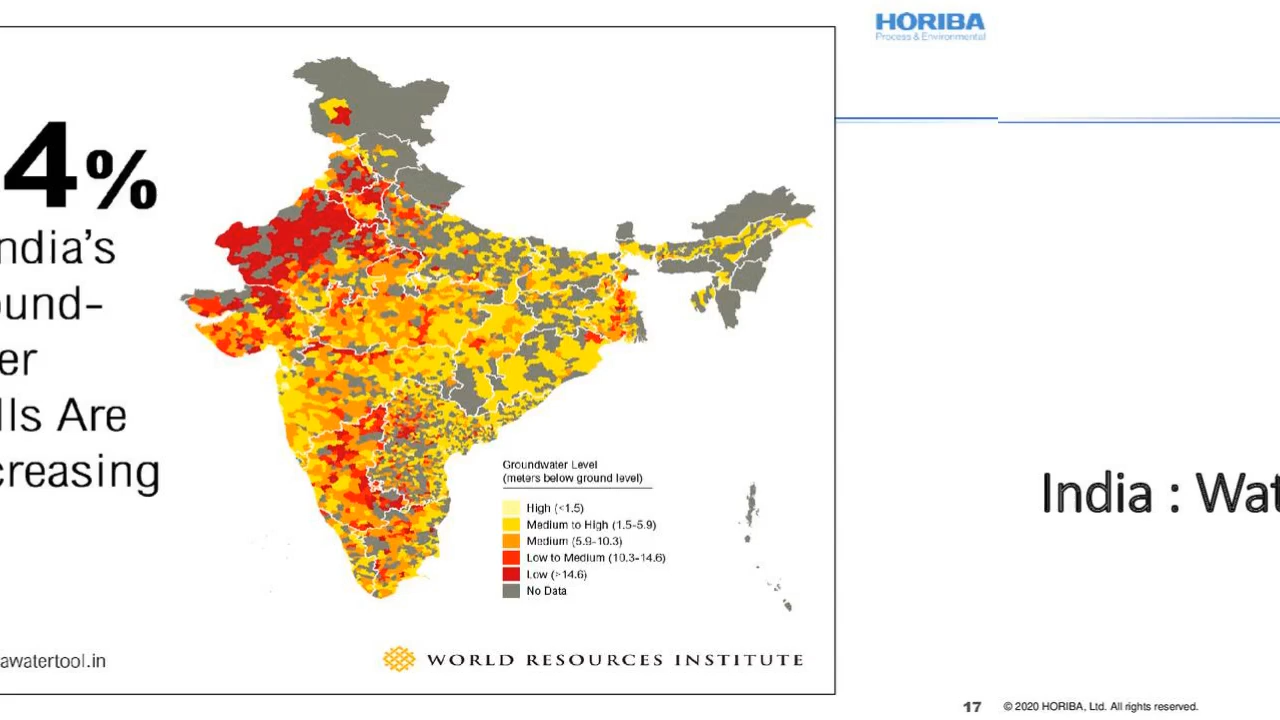 4%
ndia's
ound-
er
lls Are
creasing
Groundwater Level
(meters below ground level)
High (<1.5)
Medium to High (1.5-5.9)
Medium (5.9-10.3)
Low to Medium (10.3-14.6)
Low (>14.6)
No Data
awatertool.in
WORLD RESOURCES INSTITUTE
HORIBA
Process & Environmental
India : Wat
17 © 2020 HORIBA, Ltd. All rights reserved.